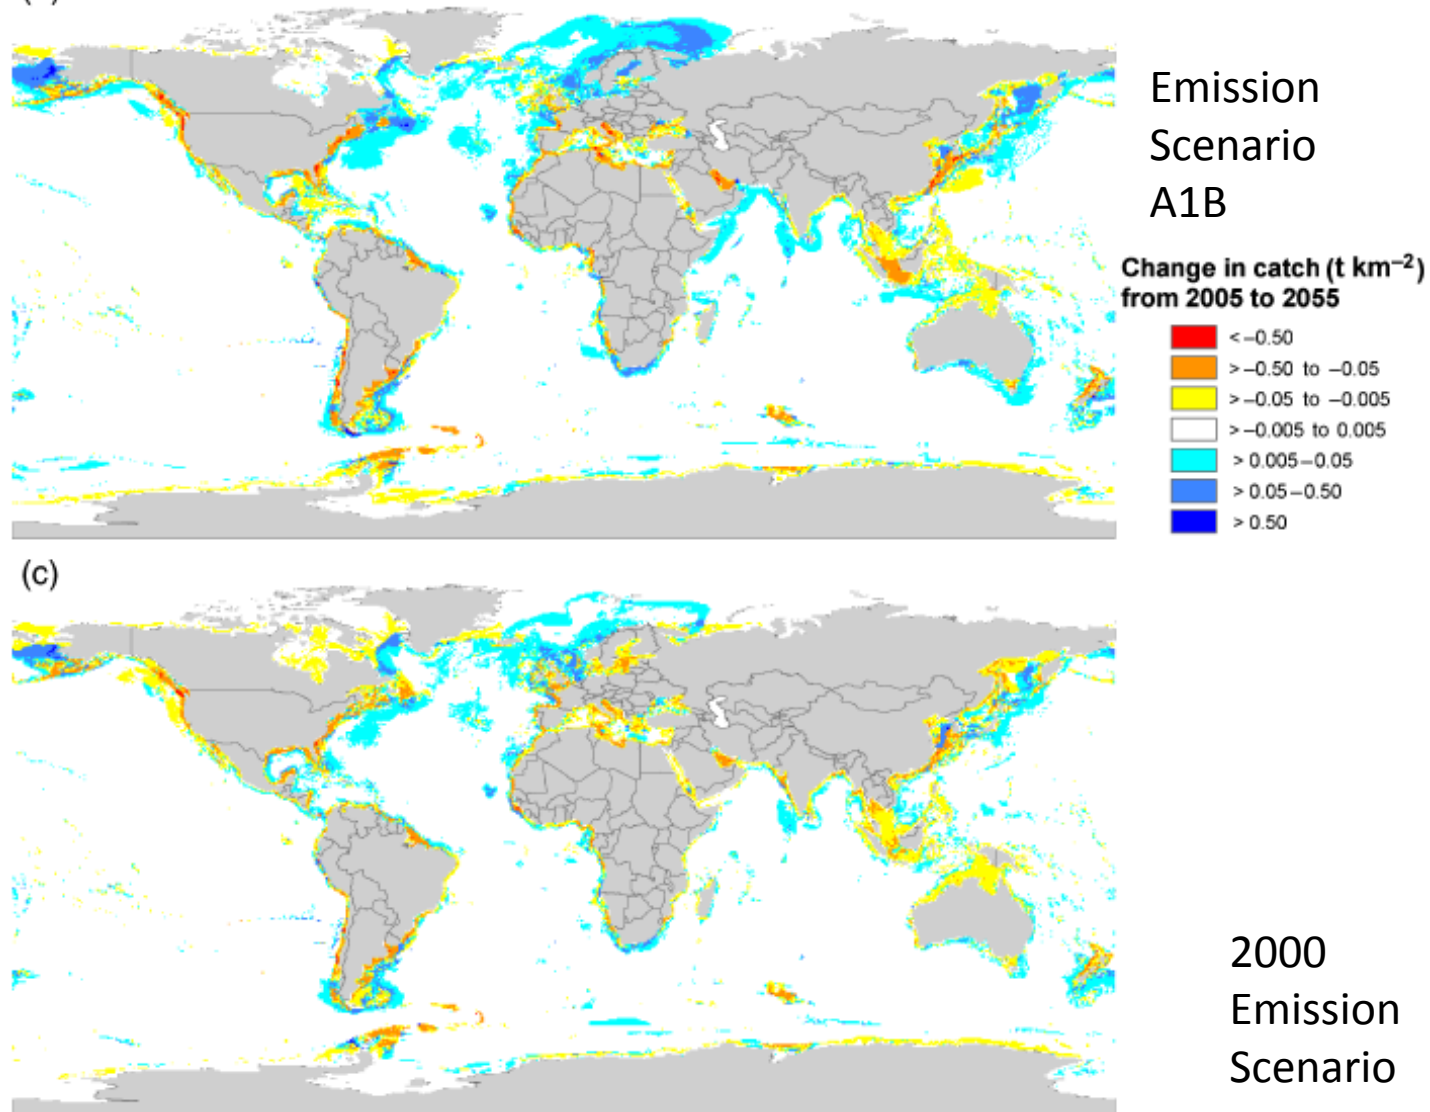 Emission
Scenario
A1B
Change in catch (t km⁻²)
from 2005 to 2055
< –0.50
> –0.50 to –0.05
> –0.05 to –0.005
> –0.005 to 0.005
> 0.005–0.05
> 0.05–0.50
> 0.50
(c)
2000
Emission
Scenario